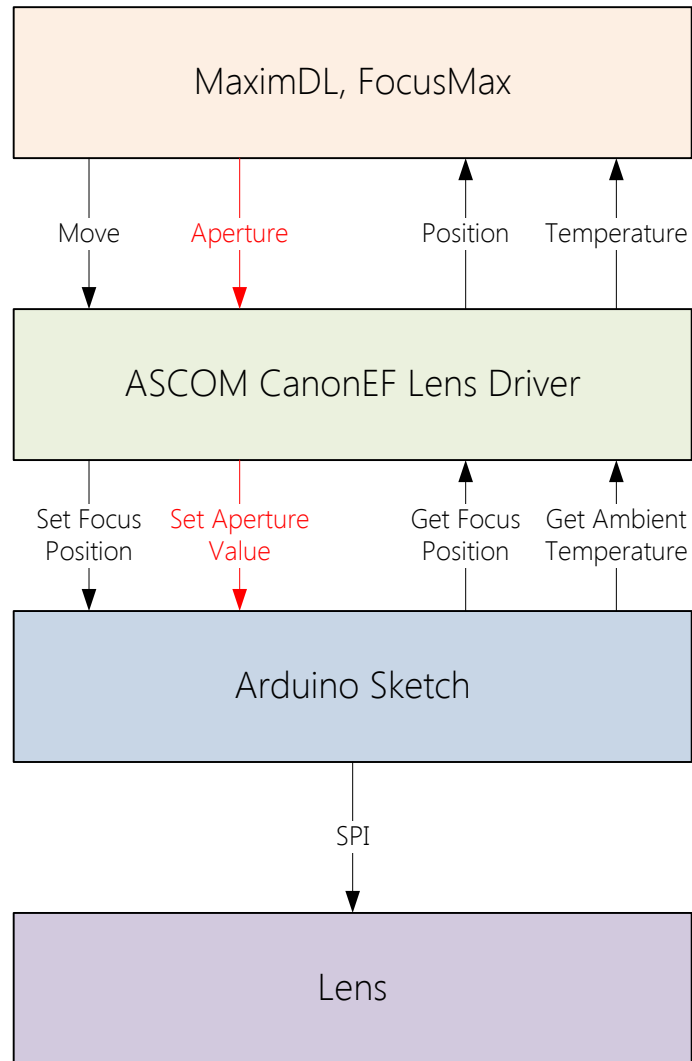 MaximDL, FocusMax
Move
Aperture
Position
Temperature
ASCOM CanonEF Lens Driver
Set Focus
Position
Set Aperture
Value
Get Focus
Position
Get Ambient
Temperature
Arduino Sketch
SPI
Lens